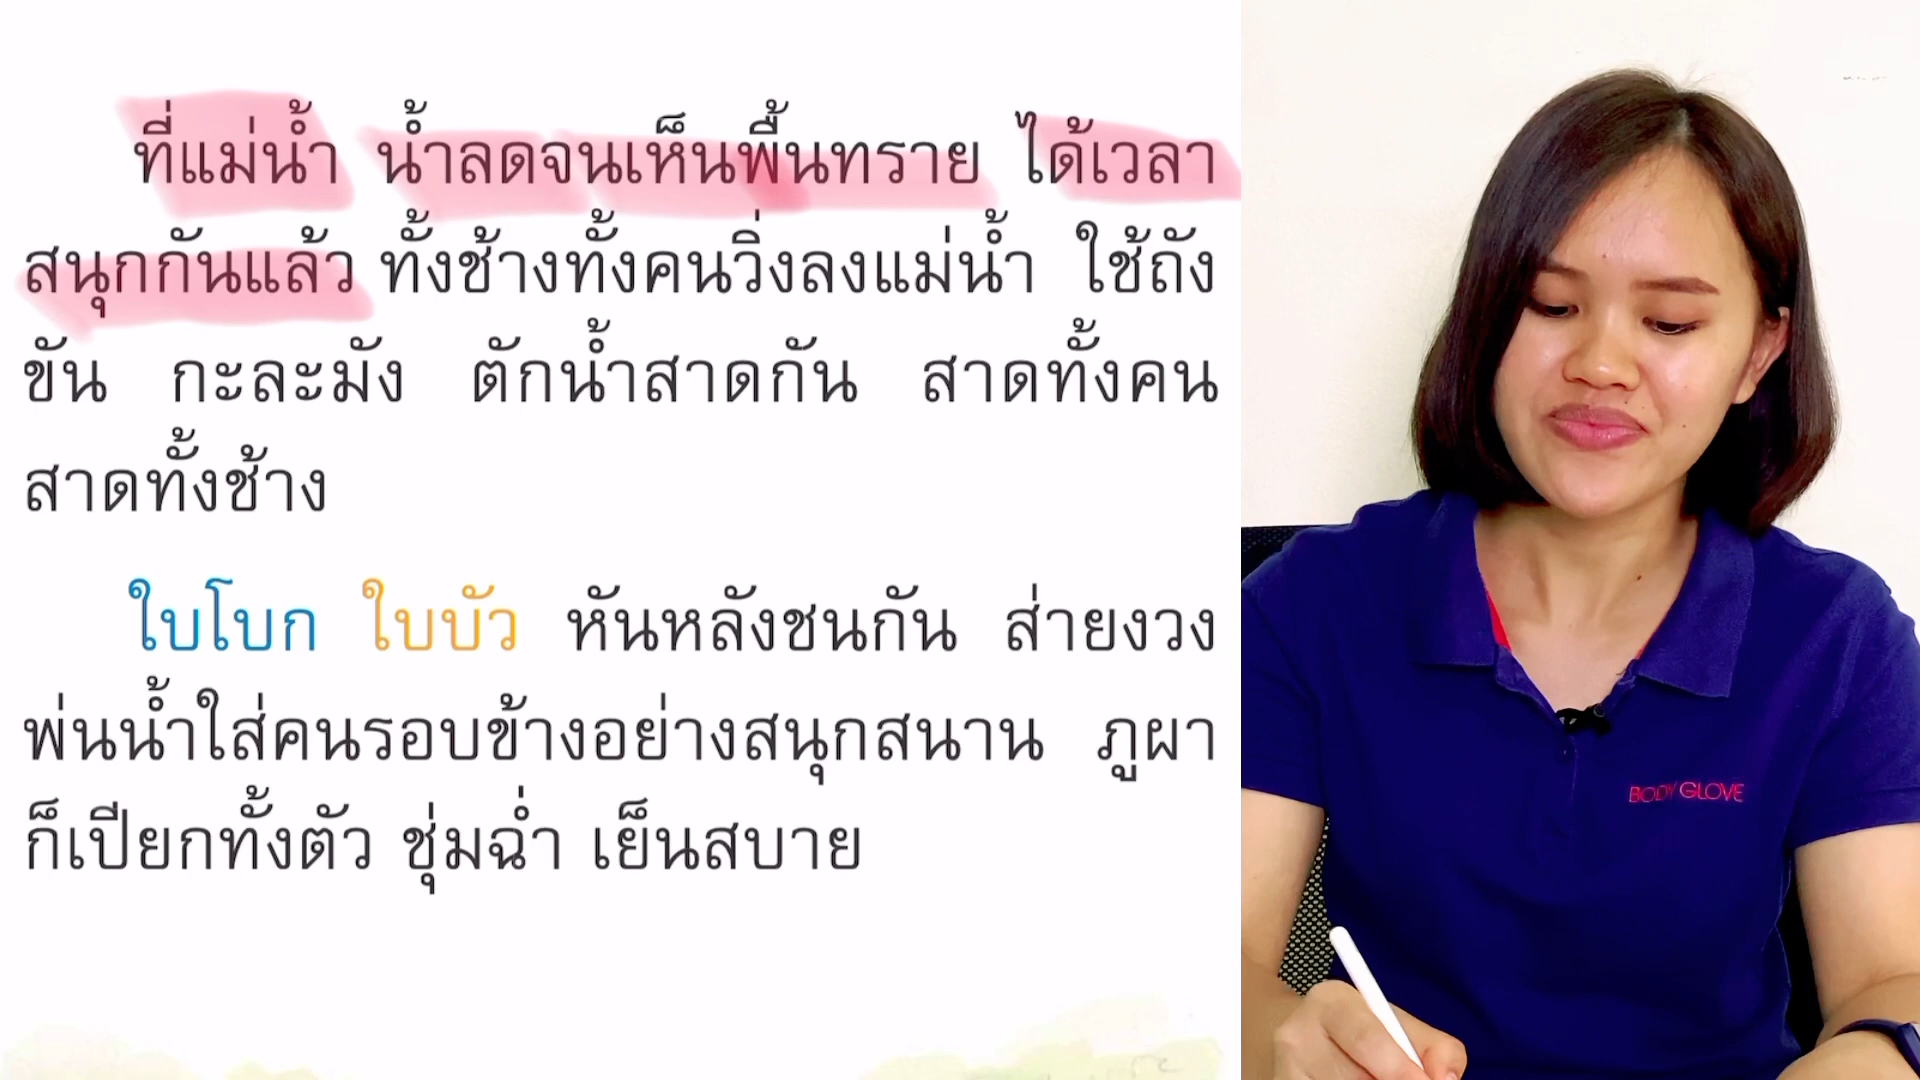 ที่แม่น้ำ น้ำลดจนเห็นพื้นทราย ได้เวลา
สนุกกันแล้ว ทั้งช้างทั้งคนวิ่งลงแม่น้ำ ใช้ถัง
ขัน กะละมัง ตักน้ำสาดกัน สาดทั้งคน
สาดทั้งช้าง
ใบโบก ใบบัว หันหลังชนกัน ส่ายงวง
พ่นน้ำใส่คนรอบข้างอย่างสนุกสนาน ภูผา
ก็เปียกทั้งตัว ชุ่มฉ่ำ เย็นสบาย
BODY GLOVE